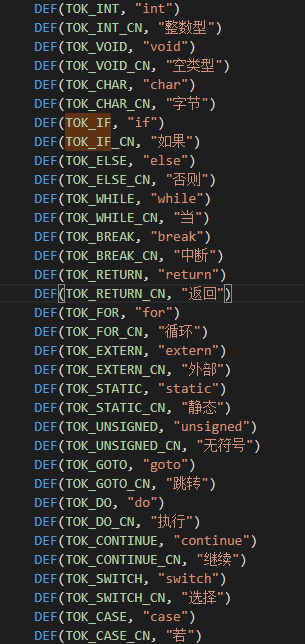 DEF(TOK_INT, "int")
DEF(TOK_INT_CN, "整数型")
DEF(TOK_VOID, "void")
DEF(TOK_VOID_CN, "空类型")
DEF(TOK_CHAR, "char")
DEF(TOK_CHAR_CN, "字节")
DEF(TOK_IF, "if")
DEF(TOK_IF_CN, "如果")
DEF(TOK_ELSE, "else")
DEF(TOK_ELSE_CN, "否则")
DEF(TOK_WHILE, "while")
DEF(TOK_WHILE_CN, "当")
DEF(TOK_BREAK, "break")
DEF(TOK_BREAK_CN, "中断")
DEF(TOK_RETURN, "return")
DEF(TOK_RETURN_CN, "返回")
DEF(TOK_FOR, "for")
DEF(TOK_FOR_CN, "循环")
DEF(TOK_EXTERN, "extern")
DEF(TOK_EXTERN_CN, "外部")
DEF(TOK_STATIC, "static")
DEF(TOK_STATIC_CN, "静态")
DEF(TOK_UNSIGNED, "unsigned")
DEF(TOK_UNSIGNED_CN, "无符号")
DEF(TOK_GOTO, "goto")
DEF(TOK_GOTO_CN, "跳转")
DEF(TOK_DO, "do")
DEF(TOK_DO_CN, "执行")
DEF(TOK_CONTINUE, "continue")
DEF(TOK_CONTINUE_CN, "继续")
DEF(TOK_SWITCH, "switch")
DEF(TOK_SWITCH_CN, "选择")
DEF(TOK_CASE, "case")
DEF(TOK_CASE_CN, "若")